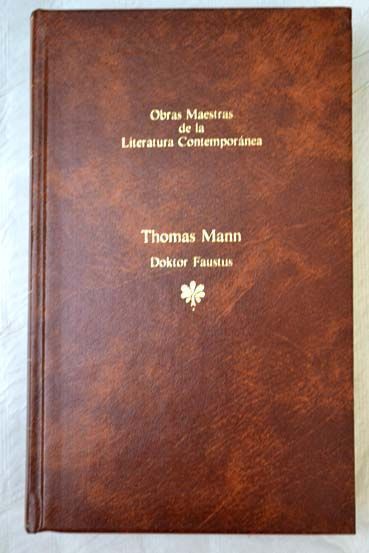 Obras Maestras
de la
Literatura Contemporánea
Thomas Mann
Doktor Faustus